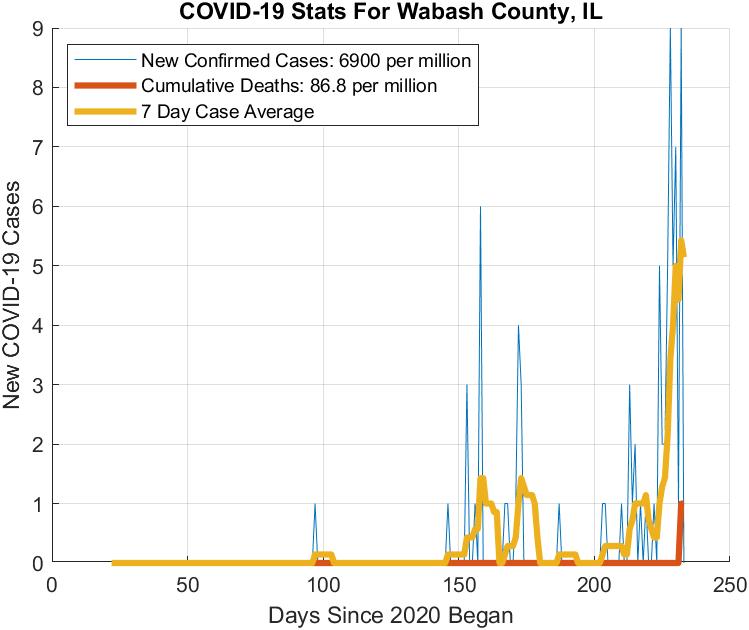 COVID-19 Stats For Wabash County, IL
New Confirmed Cases: 6900 per million
Cumulative Deaths: 86.8 per million
7 Day Case Average
New COVID-19 Cases
9
8
7
6
5
4
3
2
1
0
0 50 100 150 200 250
Days Since 2020 Began